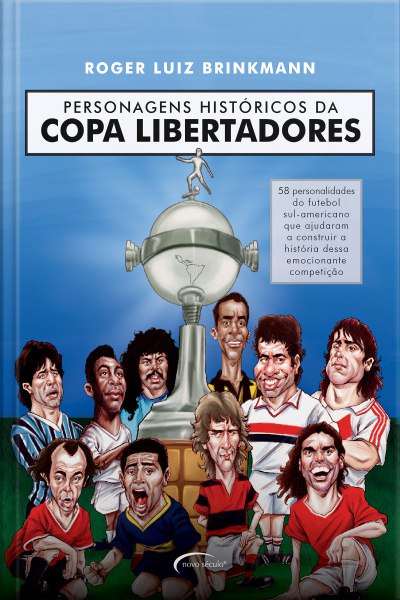 ROGER LUIZ BRINKMANN
PERSONAGENS HISTÓRICOS DA
COPA LIBERTADORES
58 personalidades
do futebol
sul-americano
que ajudaram
a construir a
história dessa
emocionante
competição
novo século®